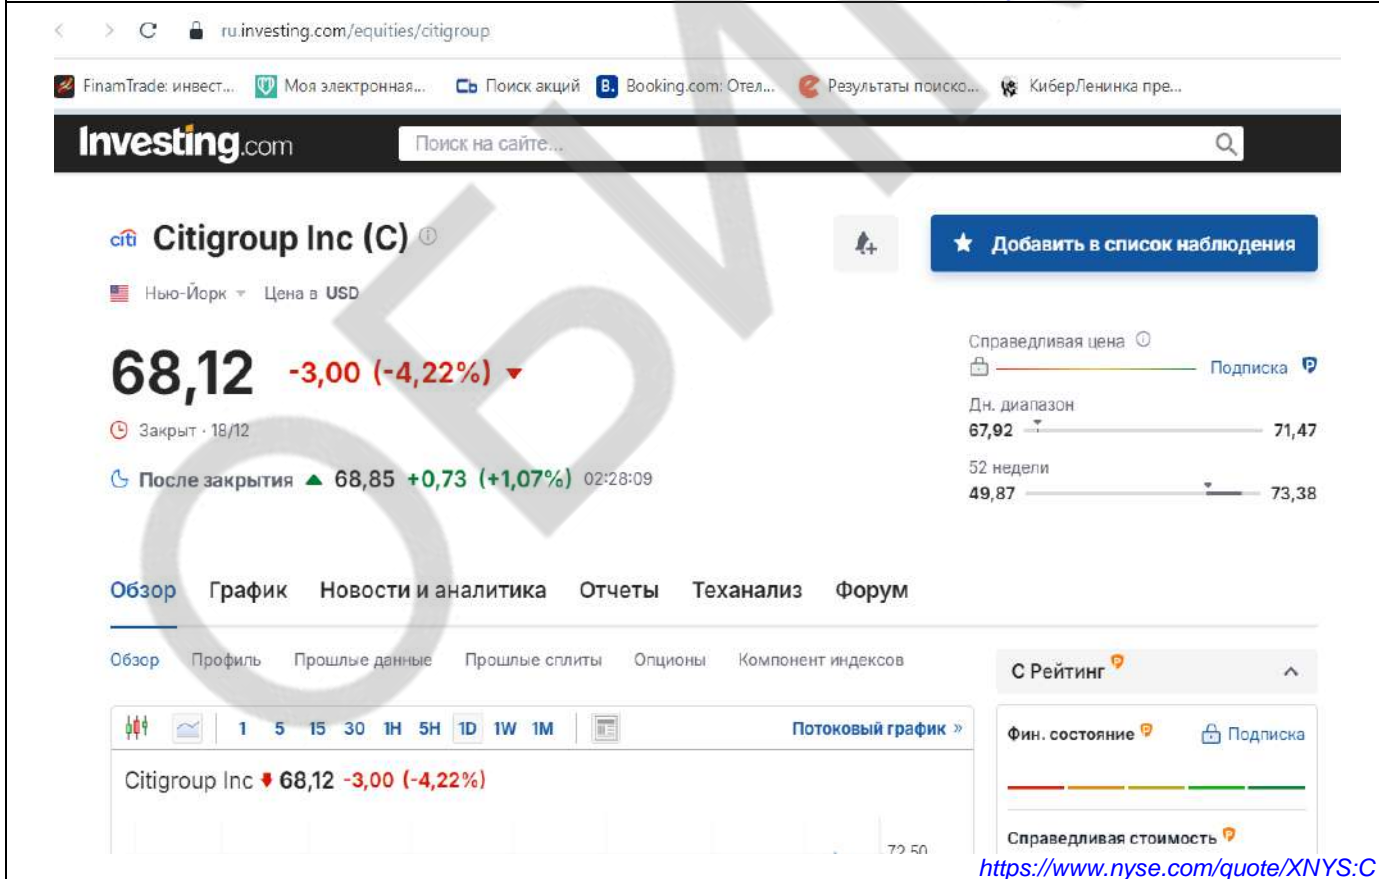 ru.investing.com/equities/citigroup
FinamTrade: инвест... Моя электронная... Сь Поиск акций B. Booking.com: Отел... Результаты поиско... КиберЛенинка пре...
Investing.com Поиск на сайте...
citi Citigroup Inc (C) Добавить в список наблюдения
Нью-Йорк Цена в USD
Справедливая цена
68,12 -3,00 (-4,22%) Подписка
Дн. диапазон
Закрыт · 18/12 67,92 71,47
52 недели
После закрытия 68,85 +0,73 (+1,07%) 02:28:09
49,87 73,38
Обзор График Новости и аналитика Отчеты Теханализ Форум
Обзор Профиль Прошлые данные Прошлые сплиты Опционы Компонент индексов
C Рейтинг
1 5 15 30 1H 5H 1D 1W 1M Потоковый график »
Фин. состояние Подписка
Citigroup Inc 68,12 -3,00 (-4,22%)
Справедливая стоимость
72,50
https://www.nyse.com/quote/XNYS:C
ОБИ